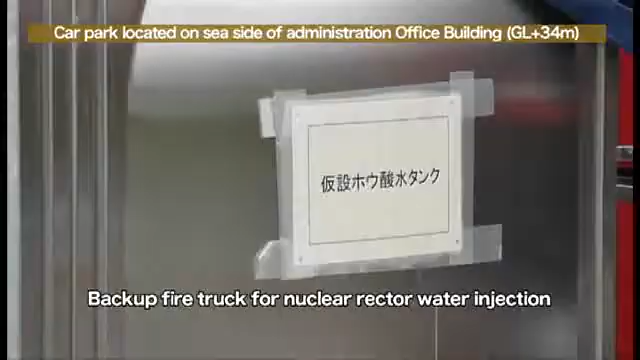 Car park located on sea side of administration Office Building (GL+34m)
仮設ホウ酸水タンク
Backup fire truck for nuclear rector water injection